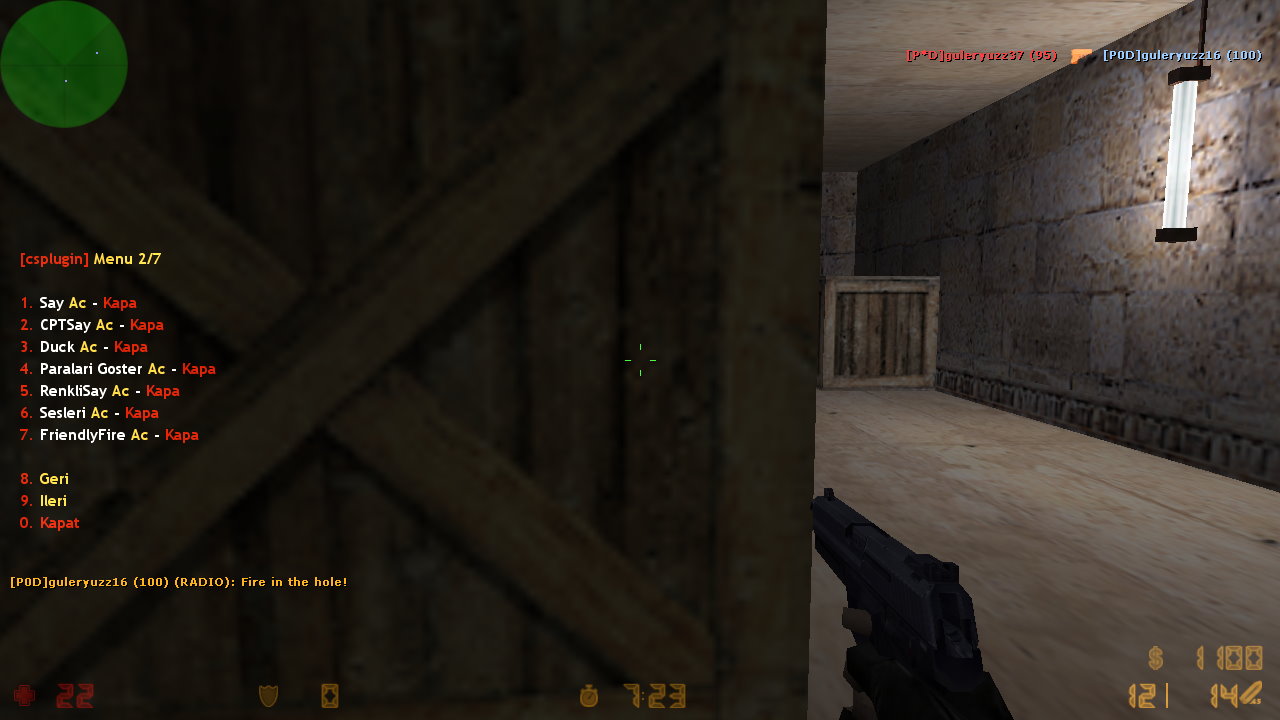 [P*D]guleryuzz37 (95) [P0D]guleryuzz16 (100)
[csplugin] Menu 2/7
1. Say Ac - Kapa
2. CPTSay Ac - Kapa
3. Duck Ac - Kapa
4. Paralari Goster Ac - Kapa
5. RenkliSay Ac - Kapa
6. Sesleri Ac - Kapa
7. FriendlyFire Ac - Kapa
8. Geri
9. Ileri
0. Kapat
[P0D]guleryuzz16 (100) (RADIO): Fire in the hole!
$ 1100
22 0 7:23 12| 14 .45